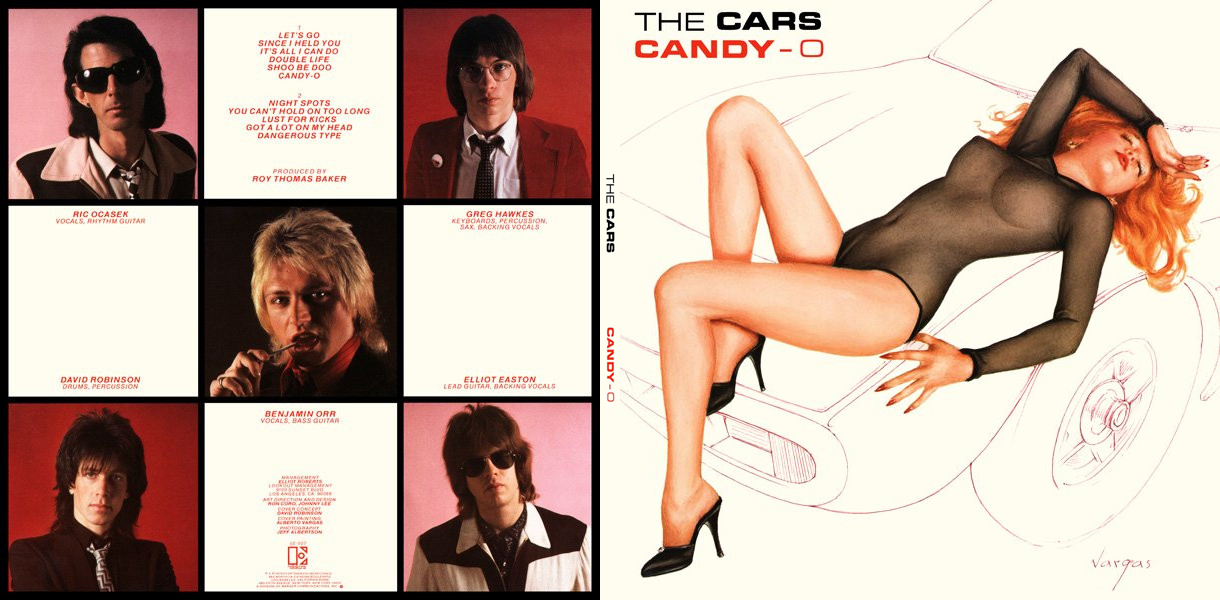 1
LET'S GO
SINCE I HELD YOU
IT'S ALL I CAN DO
DOUBLE LIFE
SHOO BE DOO
CANDY-O
2
NIGHT SPOTS
YOU CAN'T HOLD ON TOO LONG
LUST FOR KICKS
GOT A LOT ON MY HEAD
DANGEROUS TYPE
PRODUCED BY
ROY THOMAS BAKER
RIC OCASEK
VOCALS, RHYTHM GUITAR
GREG HAWKES
KEYBOARDS, PERCUSSION,
SAX, BACKING VOCALS
DAVID ROBINSON
DRUMS, PERCUSSION
ELLIOT EASTON
LEAD GUITAR, BACKING VOCALS
BENJAMIN ORR
VOCALS, BASS GUITAR
MANAGEMENT
ELLIOT ROBERTS
LOOKOUT MANAGEMENT
SUNSET BLVD.
LOS ANGELES, CA.
ART DIRECTION AND DESIGN
RON CORO, JOHNNY LEE
COVER CONCEPT
DAVID ROBINSON
COVER PAINTING
ALBERTO VARGAS
PHOTOGRAPHY
JEFF ALBERTSON
5E-507
THE CARS
CANDY-O
THE CARS
CANDY-O
Vargas